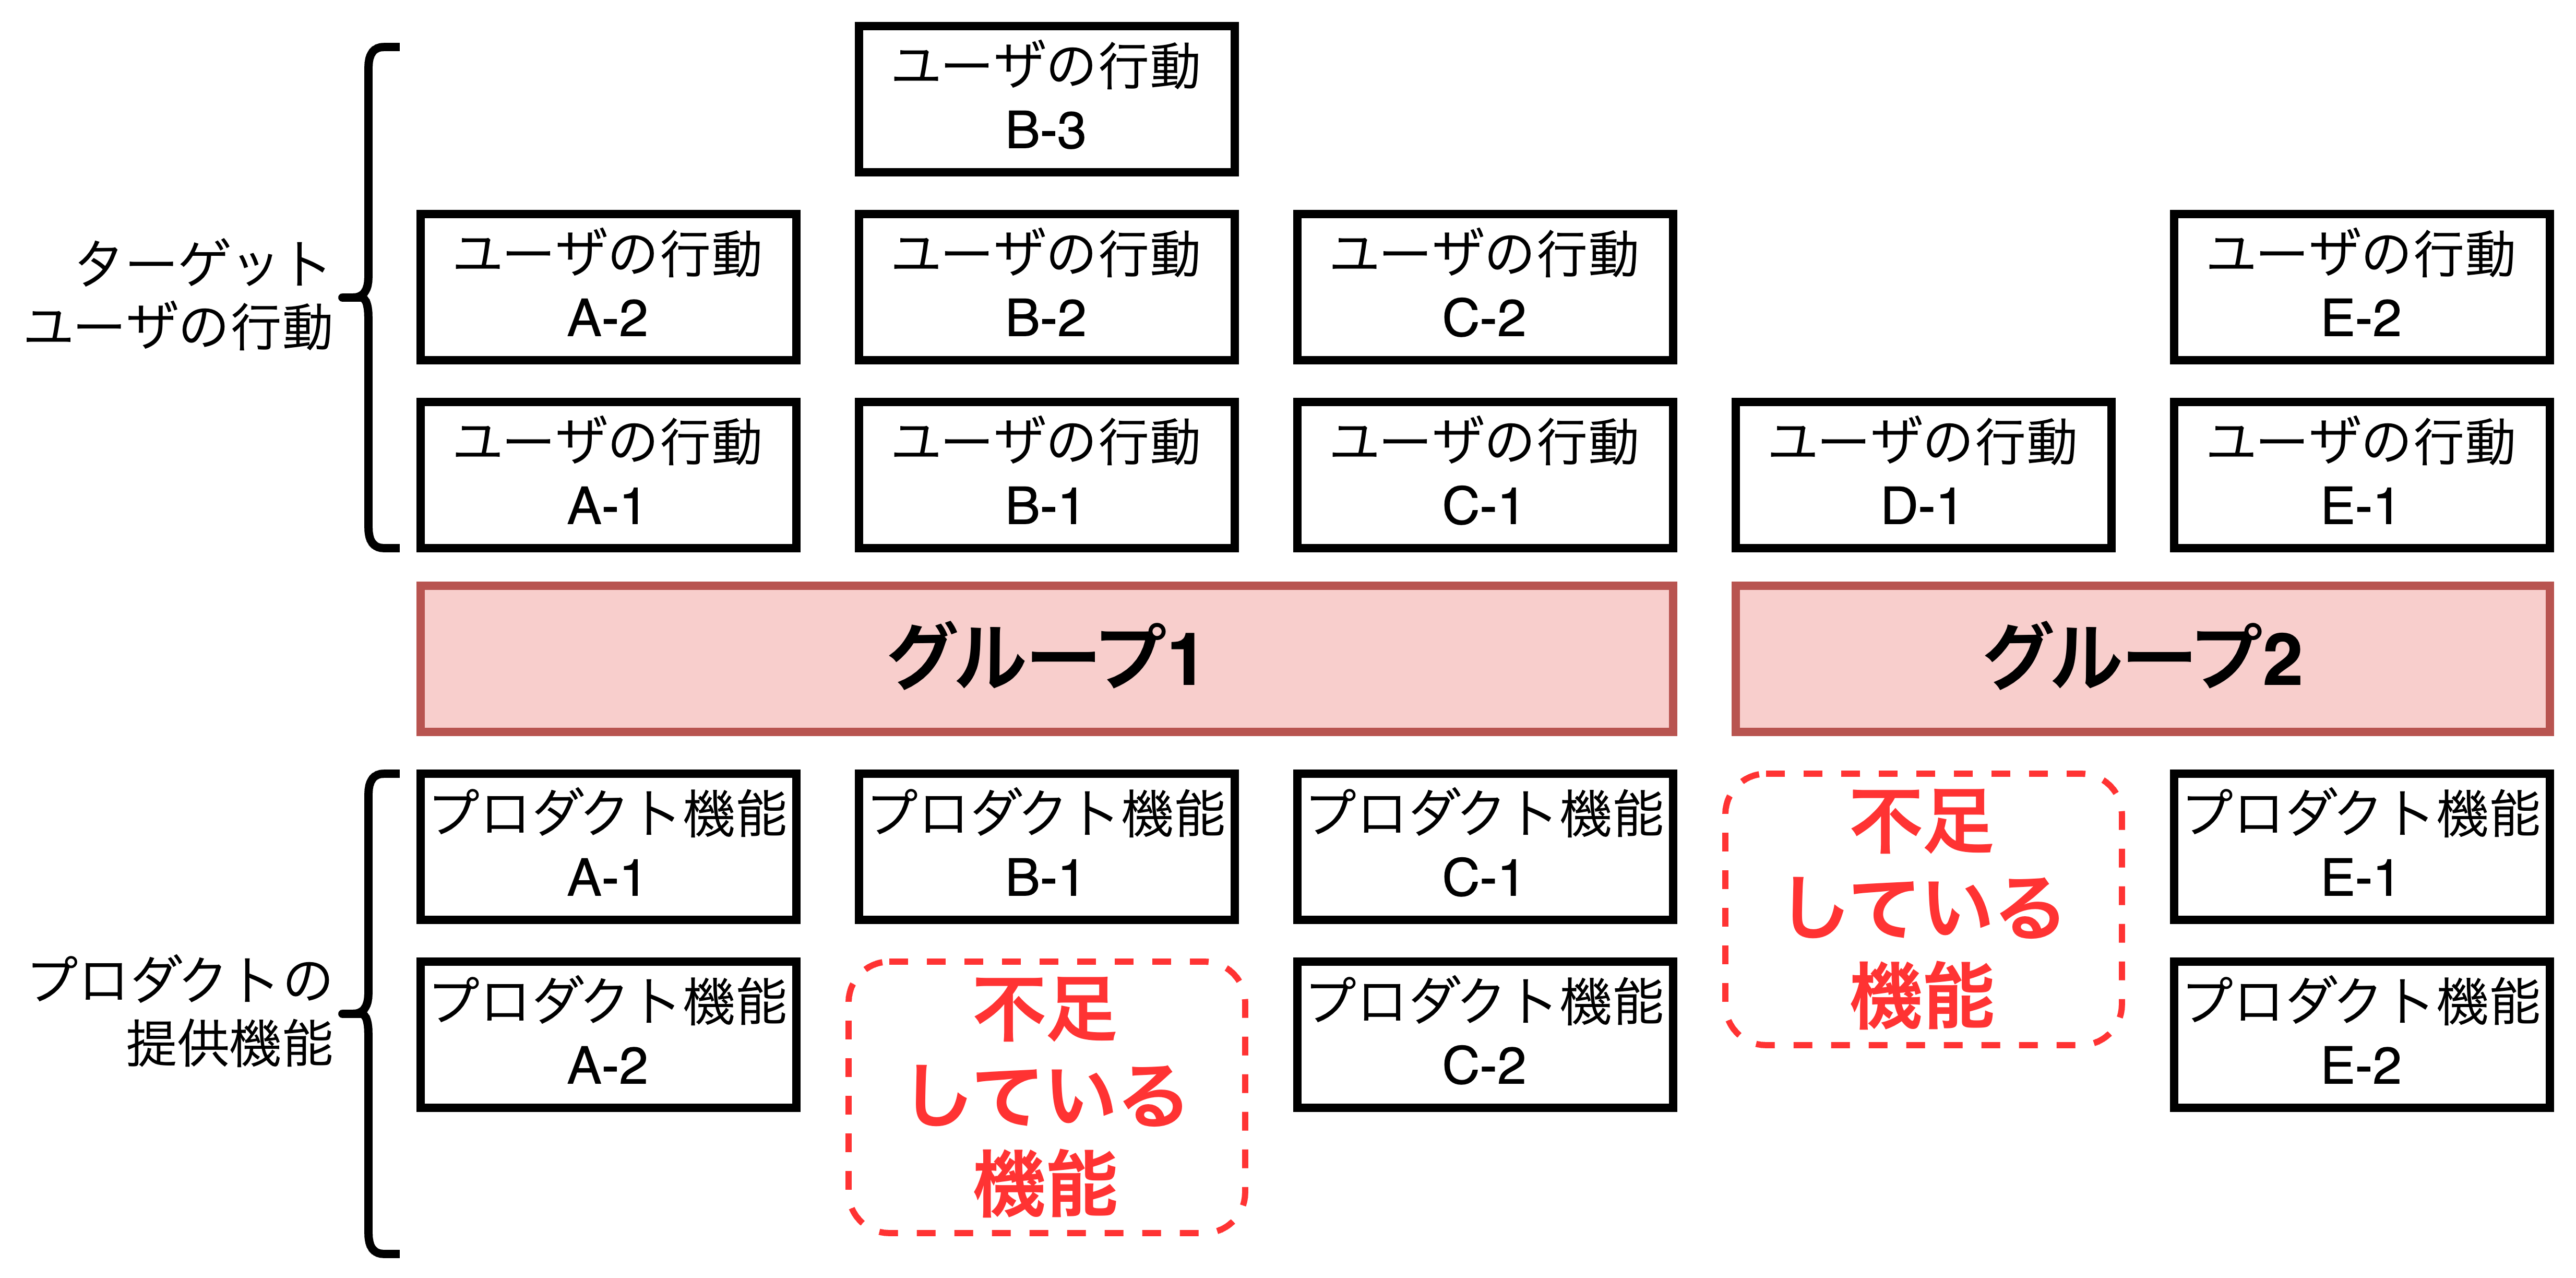 ユーザの行動
B-3
ターゲット
ユーザの行動
ユーザの行動
A-2
ユーザの行動
B-2
ユーザの行動
C-2
ユーザの行動
E-2
ユーザの行動
A-1
ユーザの行動
B-1
ユーザの行動
C-1
ユーザの行動
D-1
ユーザの行動
E-1
グループ1
グループ2
プロダクトの
提供機能
プロダクト機能
A-1
プロダクト機能
B-1
プロダクト機能
C-1
不足
している
機能
プロダクト機能
E-1
プロダクト機能
A-2
不足
している
機能
プロダクト機能
C-2
プロダクト機能
E-2